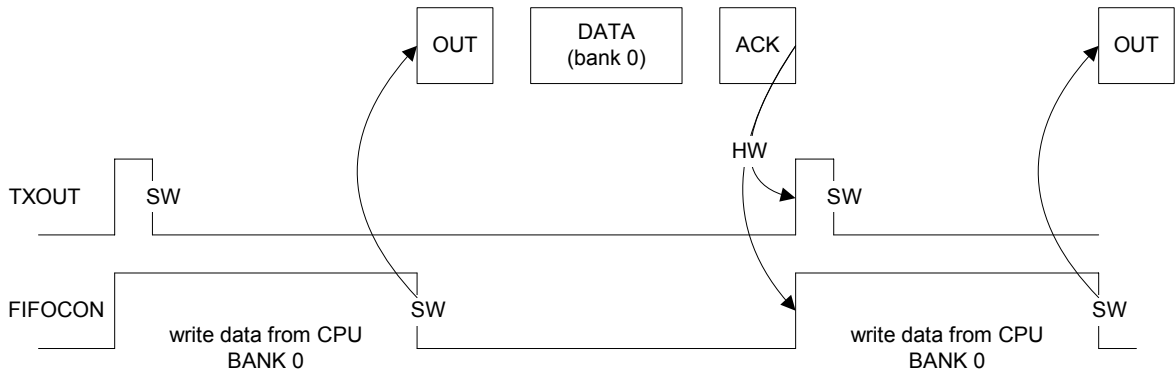 OUT
DATA
(bank 0)
ACK
OUT
HW
TXOUT
SW
SW
FIFOCON
SW
SW
write data from CPU
BANK 0
write data from CPU
BANK 0